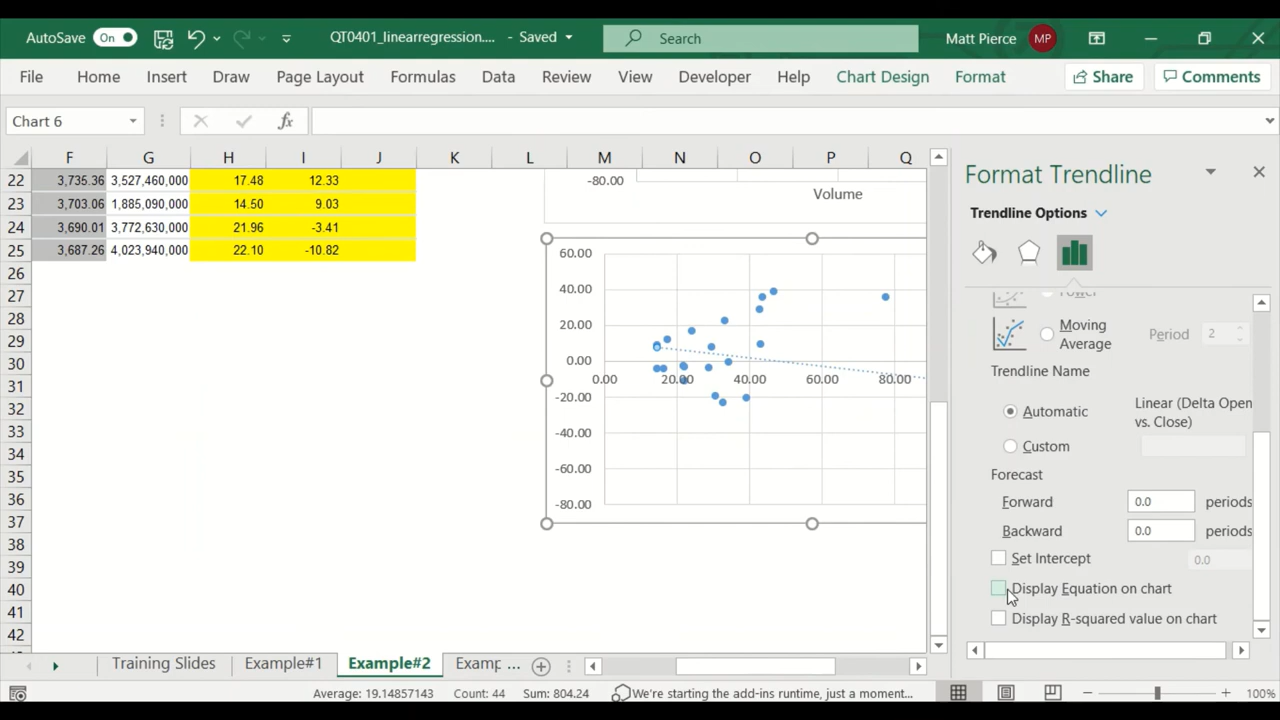 AutoSave On QT0401_linearregression.... - Saved Search Matt Pierce MP
File Home Insert Draw Page Layout Formulas Data Review View Developer Help Chart Design Format Share Comments
Chart 6 fx
F G H I J K L M N O P Q
22 3,735.36 3,527,460,000 17.48 12.33
23 3,703.06 1,885,090,000 14.50 9.03
24 3,690.01 3,772,630,000 21.96 -3.41
25 3,687.26 4,023,940,000 22.10 -10.82
26
27
28
29
30
31
32
33
34
35
36
37
38
39
40
41
42
-80.00
Volume
60.00
40.00
20.00
0.00
0.00 20.00 40.00 60.00 80.00
-20.00
-40.00
-60.00
-80.00
Format Trendline
Trendline Options
Power
Moving
Average
Period 2
Trendline Name
Automatic
Linear (Delta Open
vs. Close)
Custom
Forecast
Forward 0.0 periods
Backward 0.0 periods
Set Intercept 0.0
Display Equation on chart
Display R-squared value on chart
Training Slides Example#1 Example#2 Examp ...
Average: 19.14857143 Count: 44 Sum: 804.24 We're starting the add-ins runtime, just a moment... 100%